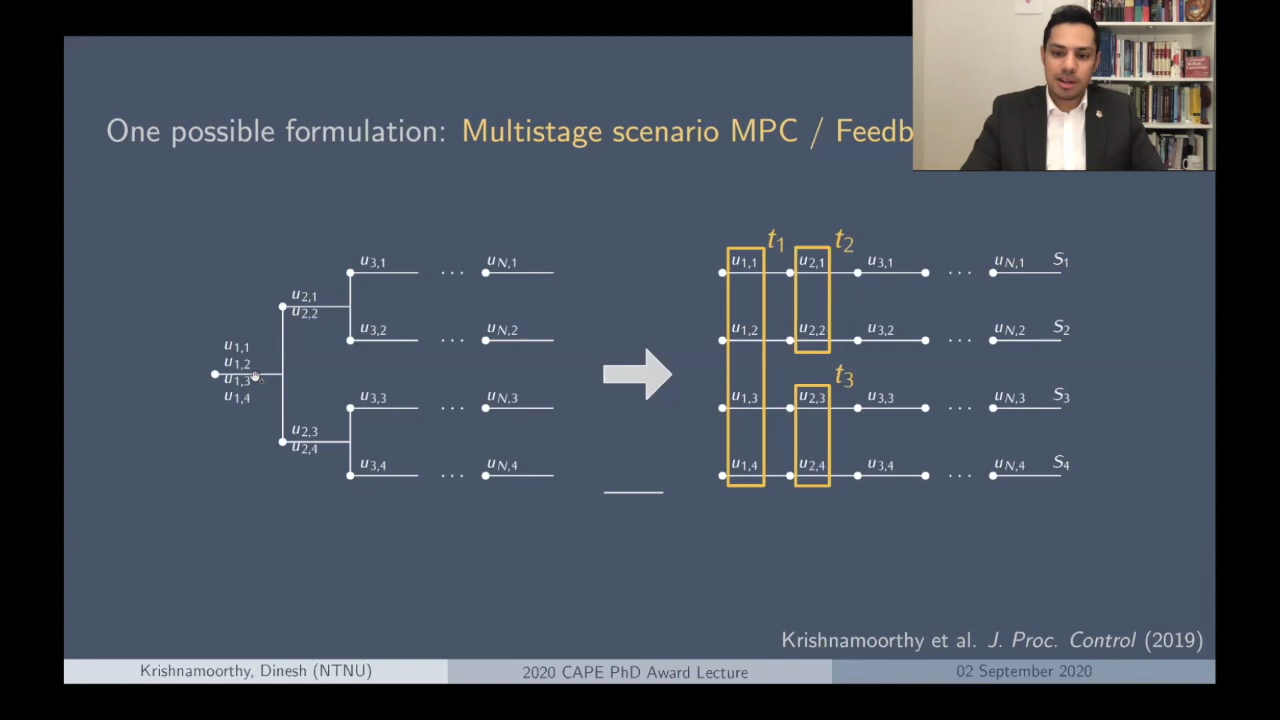 One possible formulation: Multistage scenario MPC / Feedb
t1 t2
u3,1 ··· uN,1
u1,1 u2,1 u3,1 ··· uN,1 S1
u2,1
u2,2
u3,2 ··· uN,2
u1,2 u2,2 u3,2 ··· uN,2 S2
u1,1
u1,2
u1,3
u1,4
t3
u3,3 ··· uN,3
u1,3 u2,3 u3,3 ··· uN,3 S3
u2,3
u2,4
u3,4 ··· uN,4
u1,4 u2,4 u3,4 ··· uN,4 S4
Krishnamoorthy et al. J. Proc. Control (2019)
Krishnamoorthy, Dinesh (NTNU) 2020 CAPE PhD Award Lecture 02 September 2020